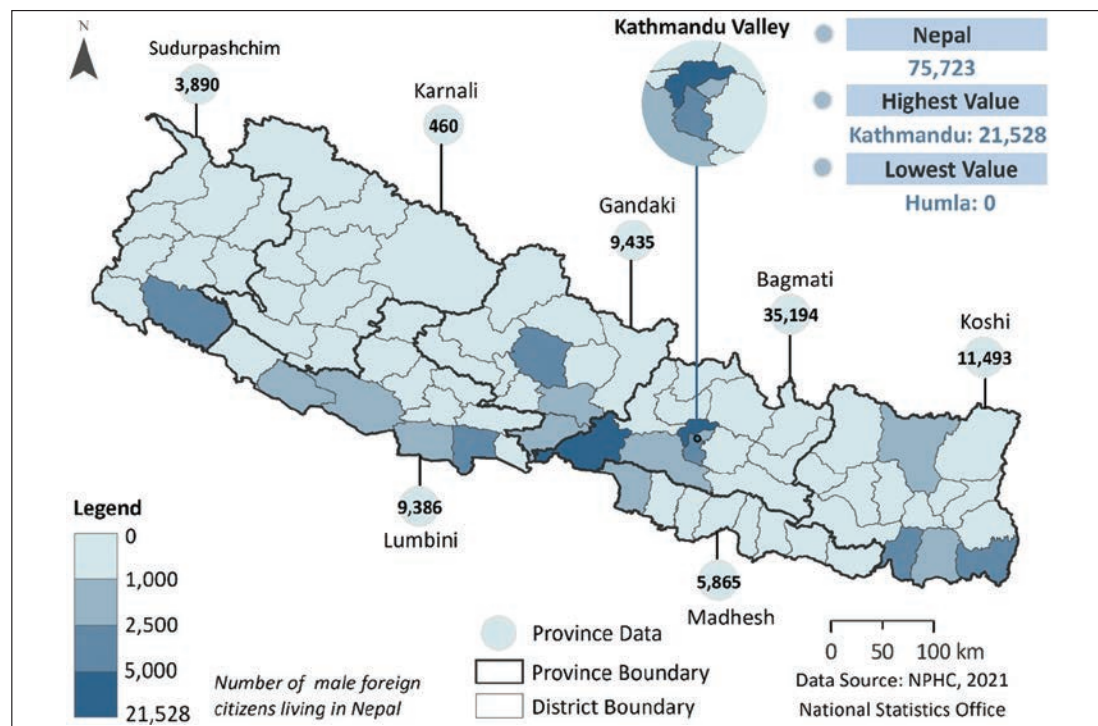 N
Sudurpashchim
3,890
Karnali
460
Gandaki
9,435
Kathmandu Valley
Nepal
75,723
Highest Value
Kathmandu: 21,528
Lowest Value
Humla: 0
Bagmati
35,194
Koshi
11,493
9,386
Lumbini
5,865
Madhesh
Legend
0
1,000
2,500
5,000
21,528
Number of male foreign
citizens living in Nepal
Province Data
Province Boundary
District Boundary
0 50 100 km
Data Source: NPHC, 2021
National Statistics Office